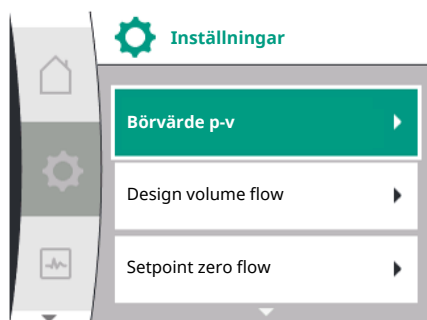 Inställningar
Börvärde p-v
Design volume flow
Setpoint zero flow